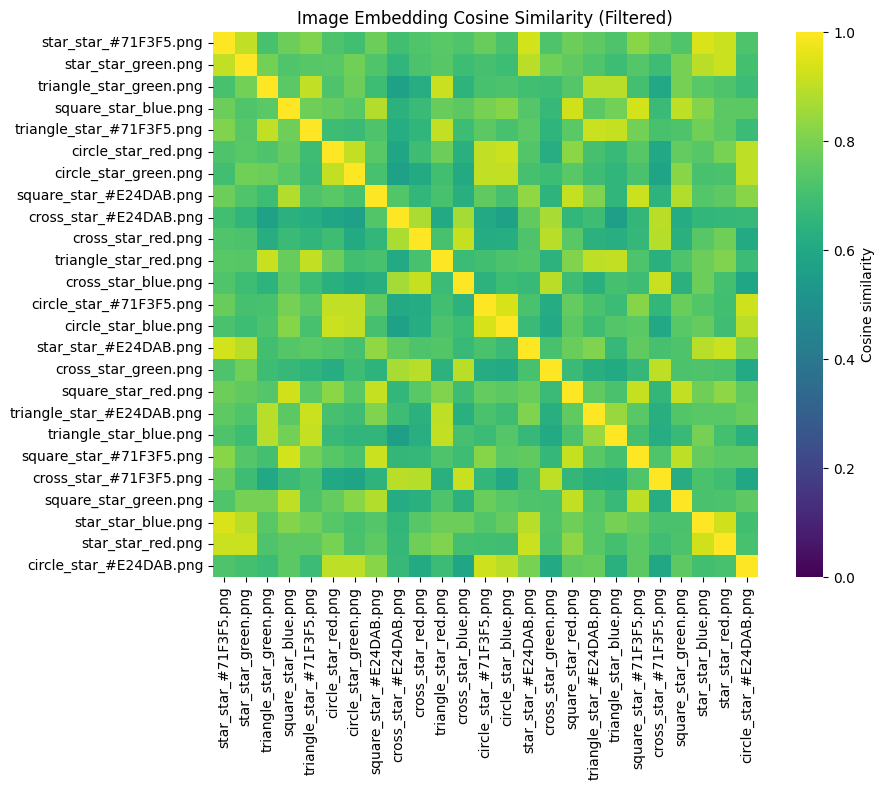 Image Embedding Cosine Similarity (Filtered)
star_star_#71F3F5.png
star_star_green.png
triangle_star_green.png
square_star_blue.png
triangle_star_#71F3F5.png
circle_star_red.png
circle_star_green.png
square_star_#E24DAB.png
cross_star_#E24DAB.png
cross_star_red.png
triangle_star_red.png
cross_star_blue.png
circle_star_#71F3F5.png
circle_star_blue.png
star_star_#E24DAB.png
cross_star_green.png
square_star_red.png
triangle_star_#E24DAB.png
triangle_star_blue.png
square_star_#71F3F5.png
cross_star_#71F3F5.png
square_star_green.png
star_star_blue.png
star_star_red.png
circle_star_#E24DAB.png
star_star_#71F3F5.png
star_star_green.png
triangle_star_green.png
square_star_blue.png
triangle_star_#71F3F5.png
circle_star_red.png
circle_star_green.png
square_star_#E24DAB.png
cross_star_#E24DAB.png
cross_star_red.png
triangle_star_red.png
cross_star_blue.png
circle_star_#71F3F5.png
circle_star_blue.png
star_star_#E24DAB.png
cross_star_green.png
square_star_red.png
triangle_star_#E24DAB.png
triangle_star_blue.png
square_star_#71F3F5.png
cross_star_#71F3F5.png
square_star_green.png
star_star_blue.png
star_star_red.png
circle_star_#E24DAB.png
1.0
0.8
0.6
0.4
0.2
0.0
Cosine similarity